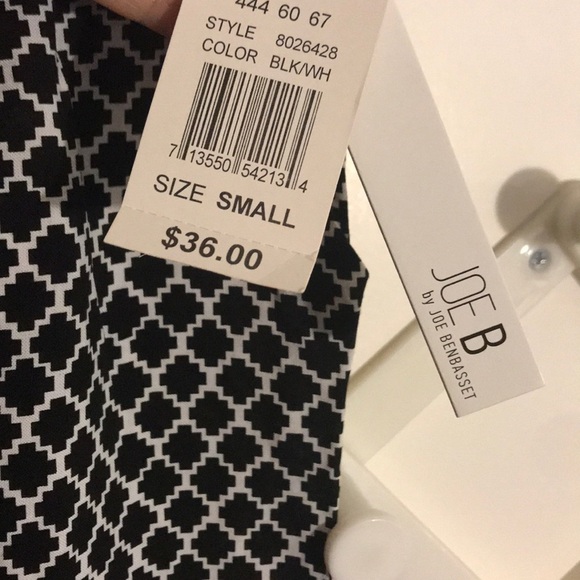 444 60 67
STYLE 8026428
COLOR BLK/WH
7 13550 54213 4
SIZE SMALL
$36.00
JOE B
by JOE BENBASSET